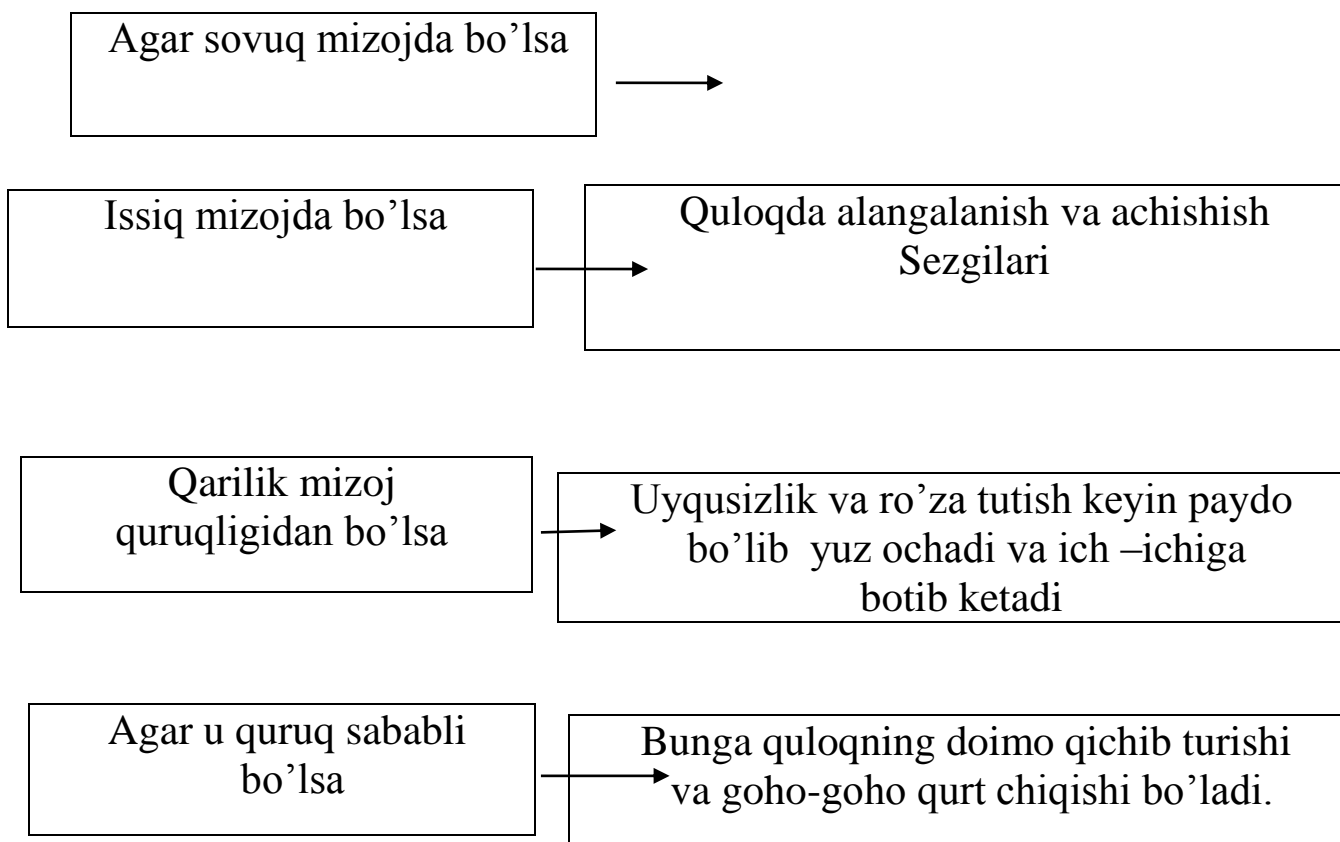 Agar sovuq mizojda bo’lsa
Issiq mizojda bo’lsa
Quloqda alangalanish va achishish
Sezgilari
Qarilik mizoj
quruqligidan bo’lsa
Uyqusizlik va ro’za tutish keyin paydo
bo’lib yuz ochadi va ich –ichiga
botib ketadi
Agar u quruq sababli
bo’lsa
Bunga quloqning doimo qichib turishi
va goho-goho qurt chiqishi bo’ladi.